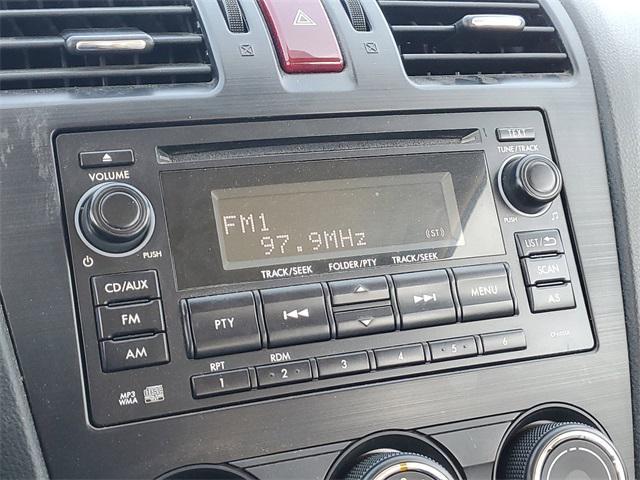 TEXT
VOLUME
TUNE/TRACK
PUSH
PUSH
FM1
97.9MHz
(ST)
TRACK/SEEK
FOLDER/PTY
TRACK/SEEK
LIST/
SCAN
AS
CD/AUX
FM
AM
PTY
MENU
RPT
RDM
1
2
3
4
5
6
MP3
WMA